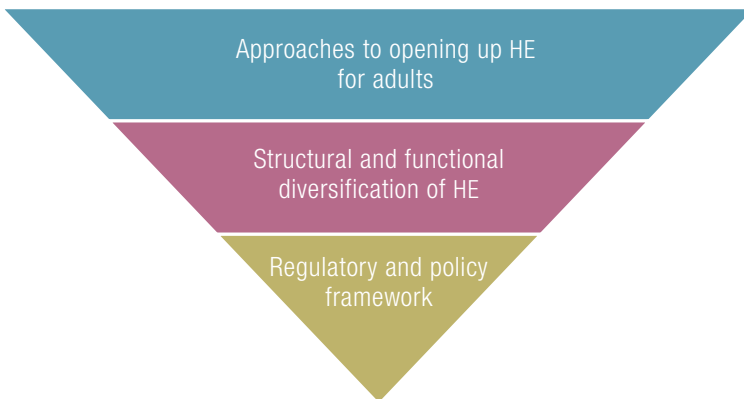 Approaches to opening up HE
for adults
Structural and functional
diversification of HE
Regulatory and policy
framework